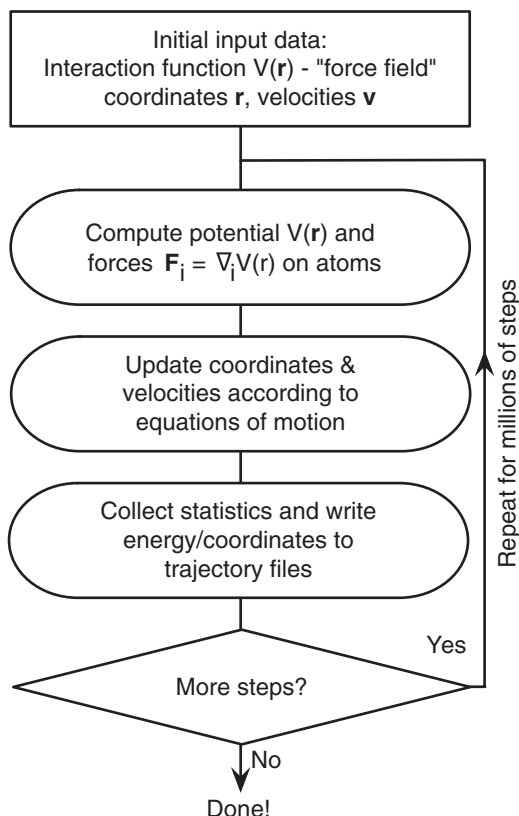 Initial input data:
Interaction function V(r) - "force field"
coordinates r, velocities v
Compute potential V(r) and
forces F_i = ∇_i V(r) on atoms
Update coordinates &
velocities according to
equations of motion
Collect statistics and write
energy/coordinates to
trajectory files
Repeat for millions of steps
More steps?
Yes
No
Done!